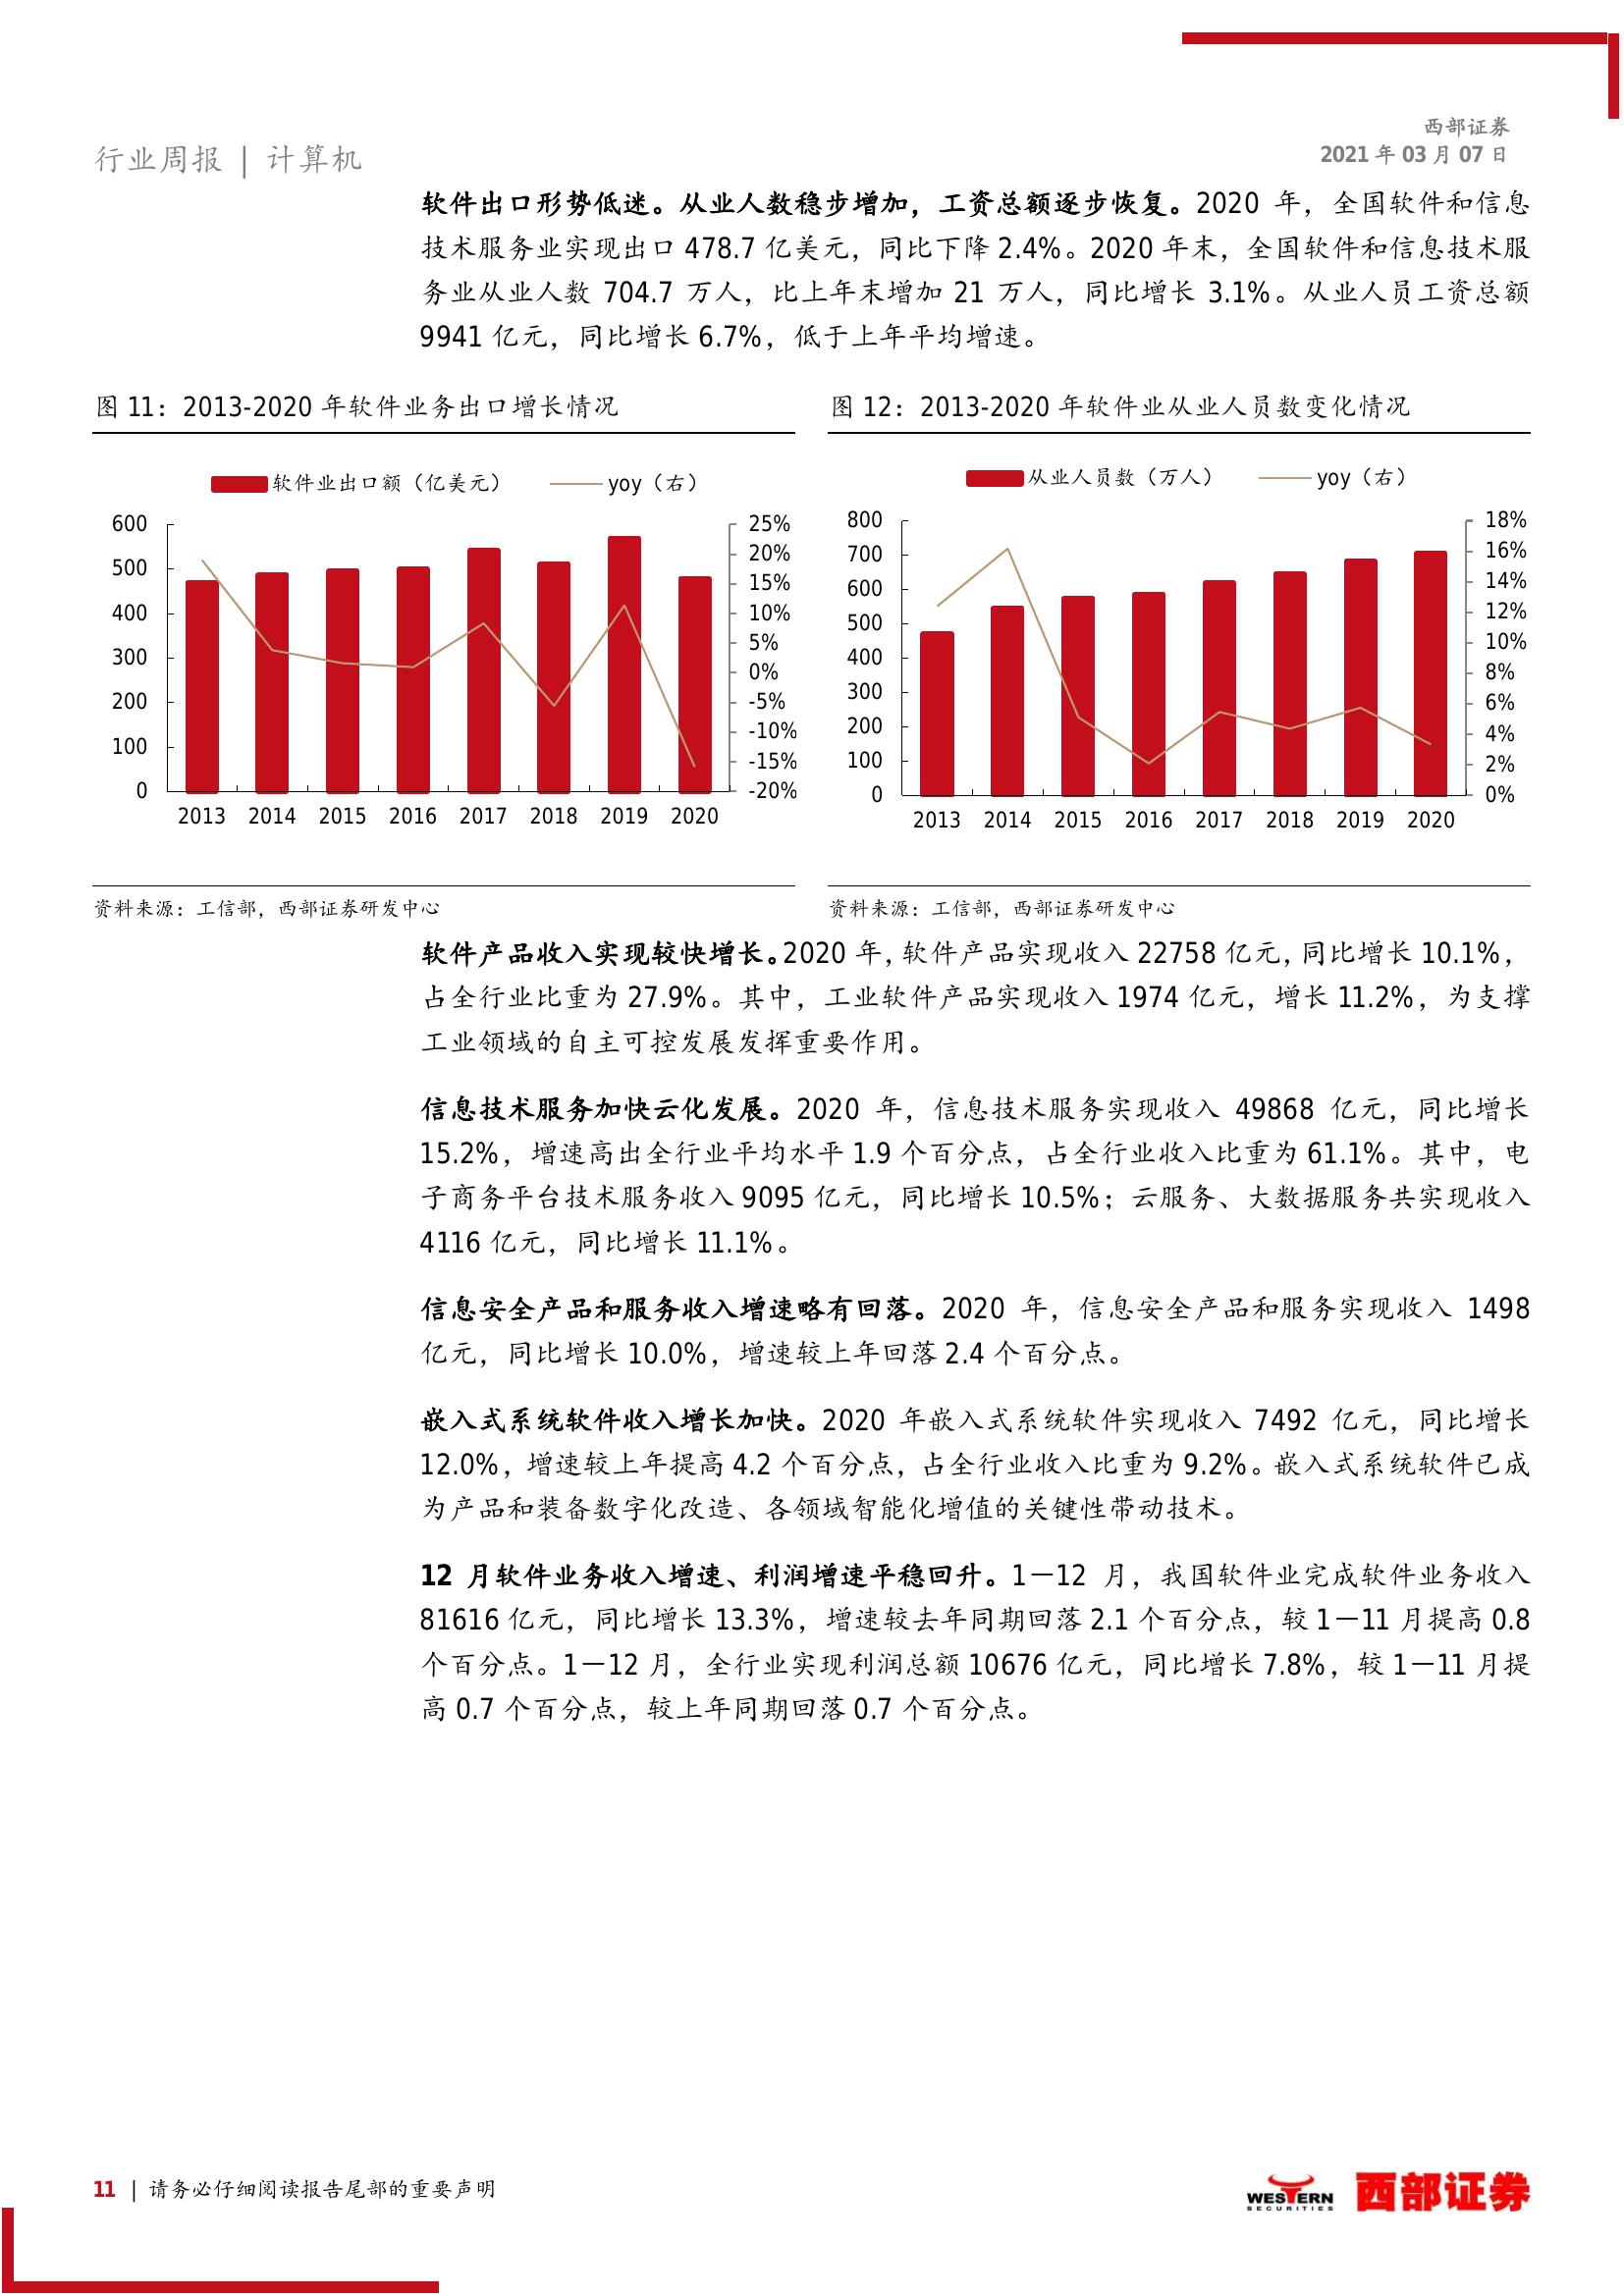 西部证券
2021 年 03 月 07 日
行业周报 | 计算机
软件出口形势低迷。从业人数稳步增加，工资总额逐步恢复。2020 年，全国软件和信息
技术服务业实现出口 478.7 亿美元，同比下降 2.4%。2020 年末，全国软件和信息技术服
务业从业人数 704.7 万人，比上年末增加 21 万人，同比增长 3.1%。从业人员工资总额
9941 亿元，同比增长 6.7%，低于上年平均增速。
图 11：2013-2020 年软件业务出口增长情况
软件业出口额（亿美元） yoy（右）
600
500
400
300
200
100
0
25%
20%
15%
10%
5%
0%
-5%
-10%
-15%
-20%
2013 2014 2015 2016 2017 2018 2019 2020
资料来源：工信部，西部证券研发中心
图 12：2013-2020 年软件业从业人员数变化情况
从业人员数（万人） yoy（右）
800
700
600
500
400
300
200
100
0
18%
16%
14%
12%
10%
8%
6%
4%
2%
0%
2013 2014 2015 2016 2017 2018 2019 2020
资料来源：工信部，西部证券研发中心
软件产品收入实现较快增长。2020 年，软件产品实现收入 22758 亿元，同比增长 10.1%，
占全行业比重为 27.9%。其中，工业软件产品实现收入 1974 亿元，增长 11.2%，为支撑
工业领域的自主可控发展发挥重要作用。
信息技术服务加快云化发展。2020 年，信息技术服务实现收入 49868 亿元，同比增长
15.2%，增速高出全行业平均水平 1.9 个百分点，占全行业收入比重为 61.1%。其中，电
子商务平台技术服务收入 9095 亿元，同比增长 10.5%；云服务、大数据服务共实现收入
4116 亿元，同比增长 11.1%。
信息安全产品和服务收入增速略有回落。2020 年，信息安全产品和服务实现收入 1498
亿元，同比增长 10.0%，增速较上年回落 2.4 个百分点。
嵌入式系统软件收入增长加快。2020 年嵌入式系统软件实现收入 7492 亿元，同比增长
12.0%，增速较上年提高 4.2 个百分点，占全行业收入比重为 9.2%。嵌入式系统软件已成
为产品和装备数字化改造、各领域智能化增值的关键性带动技术。
12 月软件业务收入增速、利润增速平稳回升。1—12 月，我国软件业完成软件业务收入
81616 亿元，同比增长 13.3%，增速较去年同期回落 2.1 个百分点，较 1—11 月提高 0.8
个百分点。1—12 月，全行业实现利润总额 10676 亿元，同比增长 7.8%，较 1—11 月提
高 0.7 个百分点，较上年同期回落 0.7 个百分点。
11 | 请务必仔细阅读报告尾部的重要声明
WESTERN
SECURITIES
西部证券